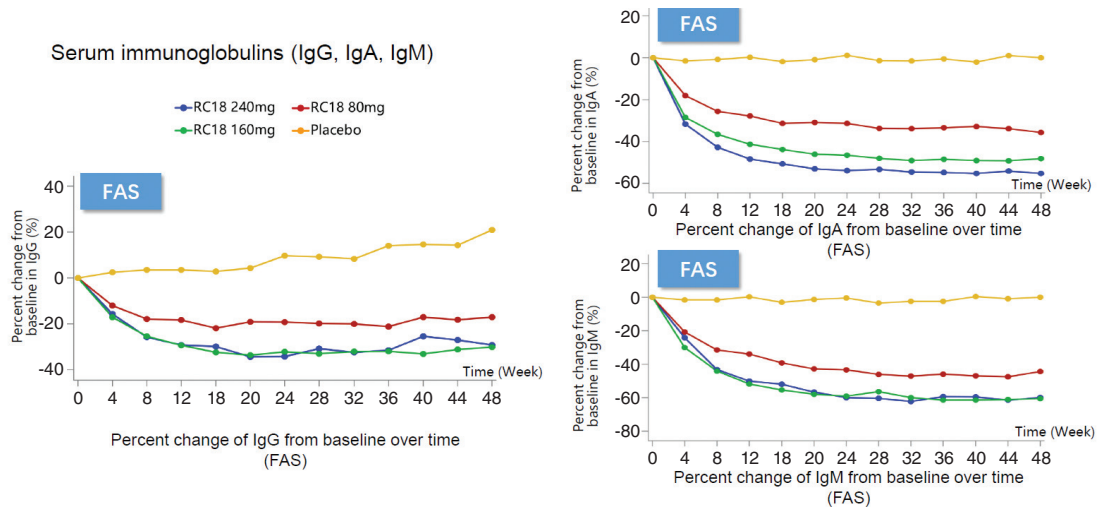 Serum immunoglobulins (IgG, IgA, IgM)
RC18 240mg
RC18 80mg
RC18 160mg
Placebo
FAS
Percent change from
baseline in IgG (%)
40
20
0
-20
-40
Time (Week)
0 4 8 12 16 20 24 28 32 36 40 44 48
Percent change of IgG from baseline over time
(FAS)
FAS
Percent change from
baseline in IgA (%)
20
0
-20
-40
-60
Time (Week)
0 4 8 12 18 20 24 28 32 36 40 44 48
Percent change of IgA from baseline over time
(FAS)
FAS
Percent change from
baseline in IgM (%)
20
0
-20
-40
-60
-80
Time (Week)
0 4 8 12 18 20 24 28 32 36 40 44 48
Percent change of IgM from baseline over time
(FAS)